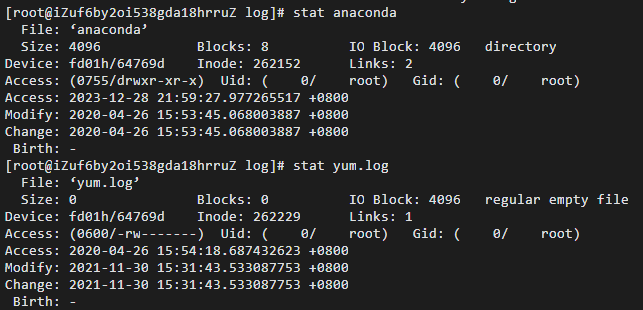 [root@iZuf6by2oi538gda18hrruZ log]# stat anaconda
  File: ‘anaconda’
  Size: 4096            Blocks: 8          IO Block: 4096   directory
Device: fd01h/64769d    Inode: 262152      Links: 2
Access: (0755/drwxr-xr-x)  Uid: (    0/    root)   Gid: (    0/    root)
Access: 2023-12-28 21:59:27.977265517 +0800
Modify: 2020-04-26 15:53:45.068003887 +0800
Change: 2020-04-26 15:53:45.068003887 +0800
 Birth: -
[root@iZuf6by2oi538gda18hrruZ log]# stat yum.log
  File: ‘yum.log’
  Size: 0               Blocks: 0          IO Block: 4096   regular empty file
Device: fd01h/64769d    Inode: 262229      Links: 1
Access: (0600/-rw-------)  Uid: (    0/    root)   Gid: (    0/    root)
Access: 2020-04-26 15:54:18.687432623 +0800
Modify: 2021-11-30 15:31:43.533087753 +0800
Change: 2021-11-30 15:31:43.533087753 +0800
 Birth: -